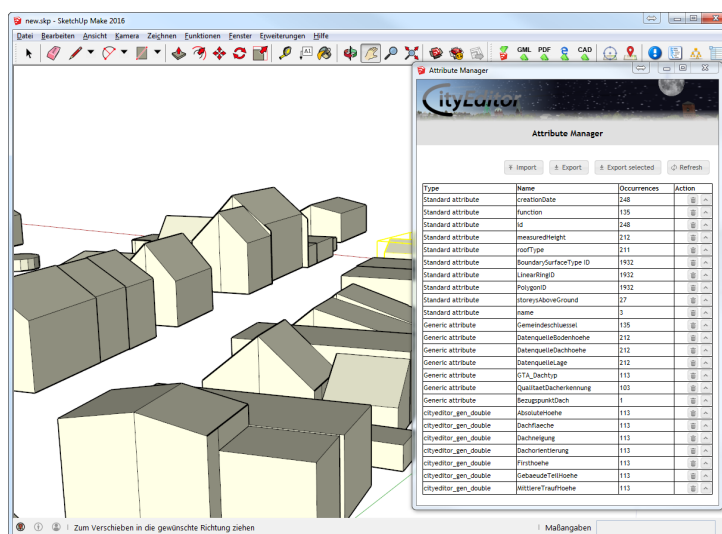 new.skp - SketchUp Make 2016
Datei Bearbeiten Ansicht Kamera Zeichnen Funktionen Fenster Erweiterungen Hilfe
GML PDF CAD
Attribute Manager
CityEditor
Attribute Manager
Import Export Export selected Refresh
Type Name Occurrences Action
Standard attribute creationDate 248
Standard attribute function 135
Standard attribute id 248
Standard attribute measuredHeight 212
Standard attribute roofType 211
Standard attribute BoundarySurfaceType ID 1932
Standard attribute LinearRingID 1932
Standard attribute PolygonID 1932
Standard attribute storeysAboveGround 27
Standard attribute name 3
Generic attribute Gemeindeschluessel 135
Generic attribute DatenquelleBodenhoehe 212
Generic attribute DatenquelleDachhoehe 212
Generic attribute DatenquelleLage 212
Generic attribute GTA_Dachtyp 113
Generic attribute QualitaetDacherkennung 103
Generic attribute BezugspunktDach 1
cityeditor_gen_double AbsoluteHoehe 113
cityeditor_gen_double Dachflaeche 113
cityeditor_gen_double Dachneigung 113
cityeditor_gen_double Dachorientierung 113
cityeditor_gen_double Firsthoehe 113
cityeditor_gen_double GebaeudeTeilHoehe 113
cityeditor_gen_double MittlereTraufHoehe 113
Zum Verschieben in die gewünschte Richtung ziehen
Maßangaben